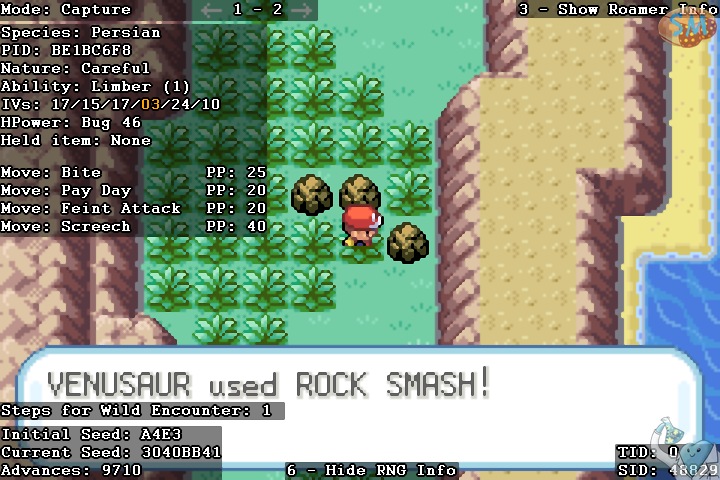 Mode: Capture
← 1 - 2 →
3 - Show Roamer Info
Species: Persian
PID: BE1BC6F8
Nature: Careful
Ability: Limber (1)
IVs: 17/15/17/03/24/10
HPower: Bug 46
Held item: None
Move: Bite PP: 25
Move: Pay Day PP: 20
Move: Feint Attack PP: 20
Move: Screech PP: 40
VENUSAUR used ROCK SMASH!
Steps for Wild Encounter: 1
Initial Seed: A4E3
Current Seed: 3040BB41
Advances: 9710
6 - Hide RNG Info
TID: 0
SID: 48829